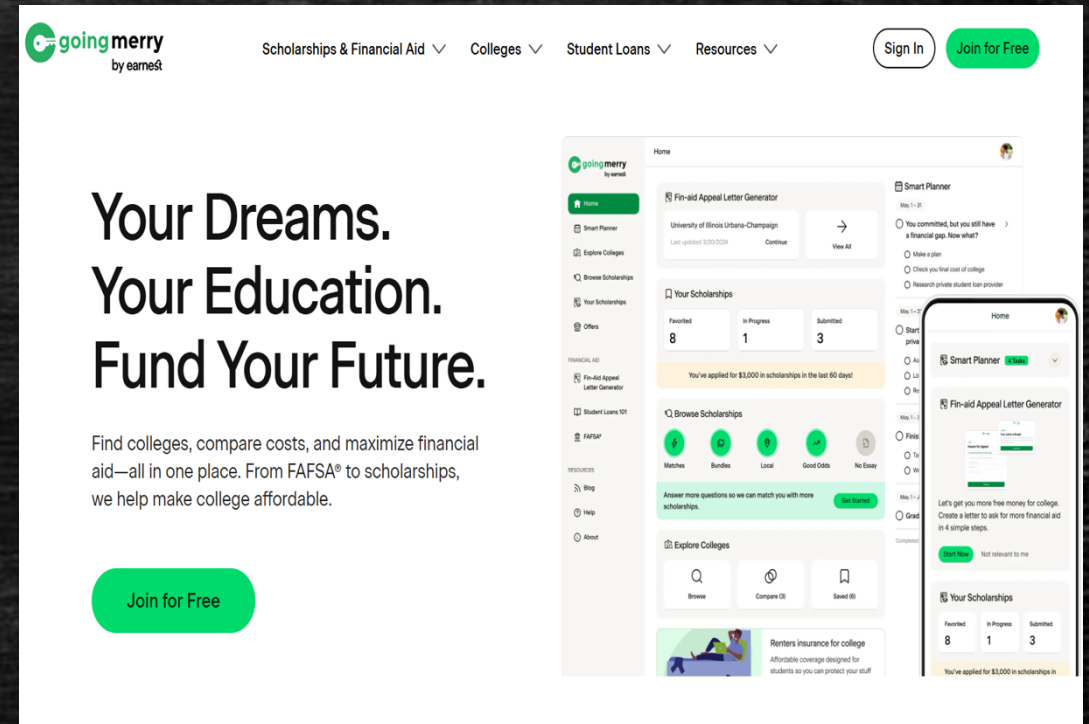 going merry
by earnest
Scholarships & Financial Aid
Colleges
Student Loans
Resources
Sign In
Join for Free
Your Dreams.
Your Education.
Fund Your Future.
Find colleges, compare costs, and maximize financial
aid—all in one place. From FAFSA® to scholarships,
we help make college affordable.
Join for Free
going merry
by earnest
Home
Smart Planner
Explore Colleges
Browse Scholarships
Your Scholarships
Offers
FINANCIAL AID
Fin-Aid Appeal
Letter Generator
Student Loans 101
FAFSA®
RESOURCES
Blog
Help
About
Home
Fin-aid Appeal Letter Generator
University of Illinois Urbana-Champaign
Last updated 3/20/2024
Continue
View All
Your Scholarships
Favorited
8
In Progress
1
Submitted
3
You've applied for $3,000 in scholarships in the last 60 days!
Browse Scholarships
Matches
Bundles
Local
Good Odds
No Essay
Answer more questions so we can match you with more
scholarships.
Get Started
Explore Colleges
Browse
Compare (3)
Saved (6)
Renters insurance for college
Affordable coverage designed for
students so you can protect your stuff
Smart Planner
May 1 – 31
You committed, but you still have
a financial gap. Now what?
Make a plan
Check you final cost of college
Research private student loan provider
Start
Finis
Grad
Completed
Home
Smart Planner
4 Tasks
Fin-aid Appeal Letter Generator
Let's get you more free money for college.
Create a letter to ask for more financial aid
in 4 simple steps.
Start Now
Not relevant to me
Your Scholarships
Favorited
8
In Progress
1
Submitted
3
You've applied for $3,000 in scholarships in